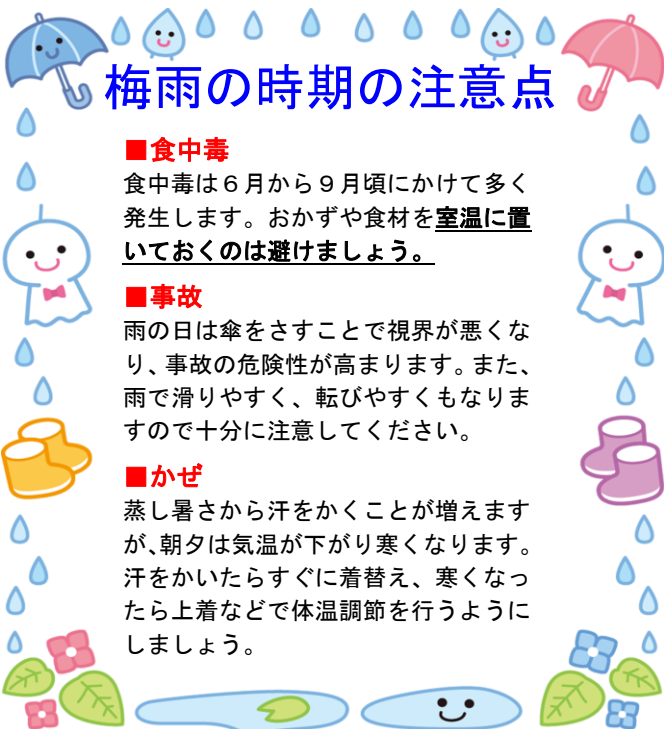 梅雨の時期の注意点
■食中毒
食中毒は６月から９月頃にかけて多く
発生します。おかずや食材を室温に置
いておくのは避けましょう。
■事故
雨の日は傘をさすことで視界が悪くな
り、事故の危険性が高まります。また、
雨で滑りやすく、転びやすくもなりま
すので十分に注意してください。
■かぜ
蒸し暑さから汗をかくことが増えます
が、朝夕は気温が下がり寒くなります。
汗をかいたらすぐに着替え、寒くなっ
たら上着などで体温調節を行うように
しましょう。